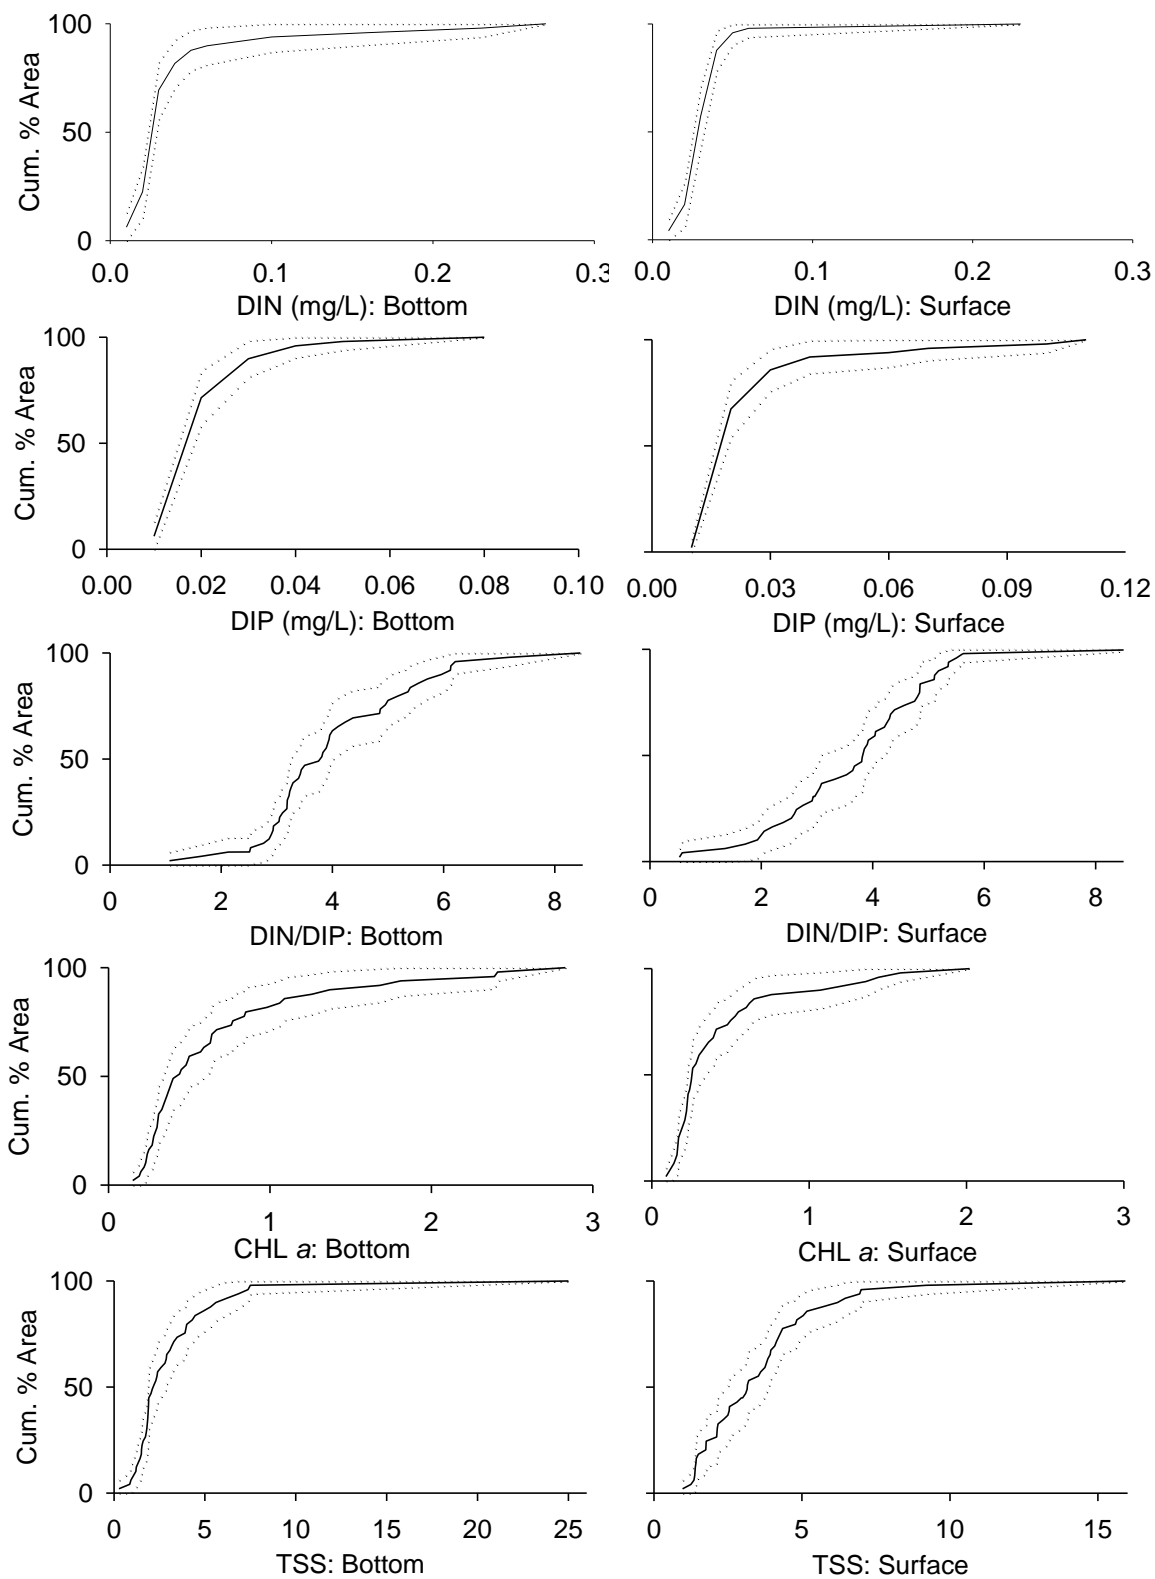 100
Cum. % Area
50
0
0.0 0.1 0.2 0.3
DIN (mg/L): Bottom
0.0 0.1 0.2 0.3
DIN (mg/L): Surface
100
Cum. % Area
50
0
0.00 0.02 0.04 0.06 0.08 0.10
DIP (mg/L): Bottom
0.00 0.03 0.06 0.09 0.12
DIP (mg/L): Surface
100
Cum. % Area
50
0
0 2 4 6 8
DIN/DIP: Bottom
0 2 4 6 8
DIN/DIP: Surface
100
Cum. % Area
50
0
0 1 2 3
CHL a: Bottom
0 1 2 3
CHL a: Surface
100
Cum. % Area
50
0
0 5 10 15 20 25
TSS: Bottom
0 5 10 15
TSS: Surface